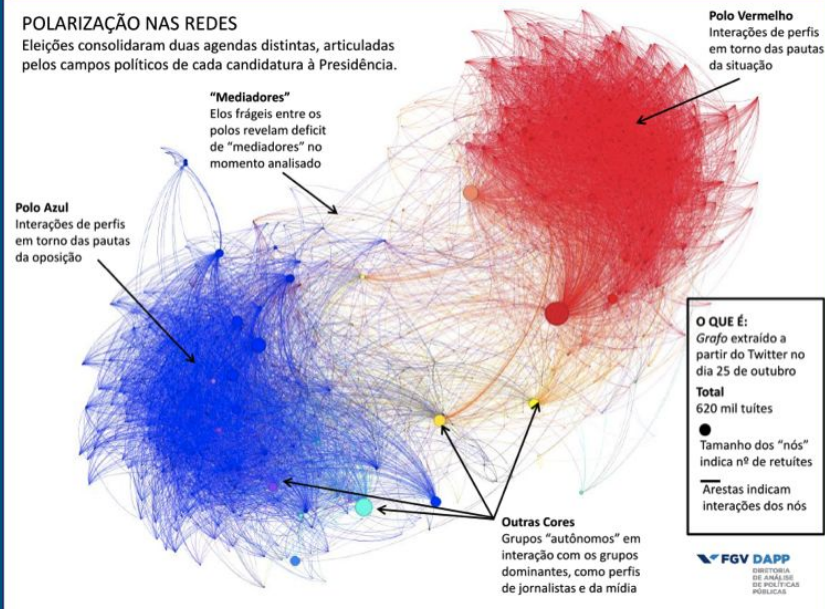 POLARIZAÇÃO NAS REDES
Eleições consolidaram duas agendas distintas, articuladas
pelos campos políticos de cada candidatura à Presidência.
Polo Vermelho
Interações de perfis
em torno das pautas
da situação
“Mediadores”
Elos frágeis entre os
polos revelam deficit
de “mediadores” no
momento analisado
Polo Azul
Interações de perfis
em torno das pautas
da oposição
O QUE É:
Grafo extraído a
partir do Twitter no
dia 25 de outubro
Total
620 mil tuítes
Tamanho dos “nós”
indica nº de retuítes
Arestas indicam
interações dos nós
Outras Cores
Grupos “autônomos” em
interação com os grupos
dominantes, como perfis
de jornalistas e da mídia
FGV DAPP
DIRETORIA
DE ANÁLISE
DE POLÍTICAS
PÚBLICAS